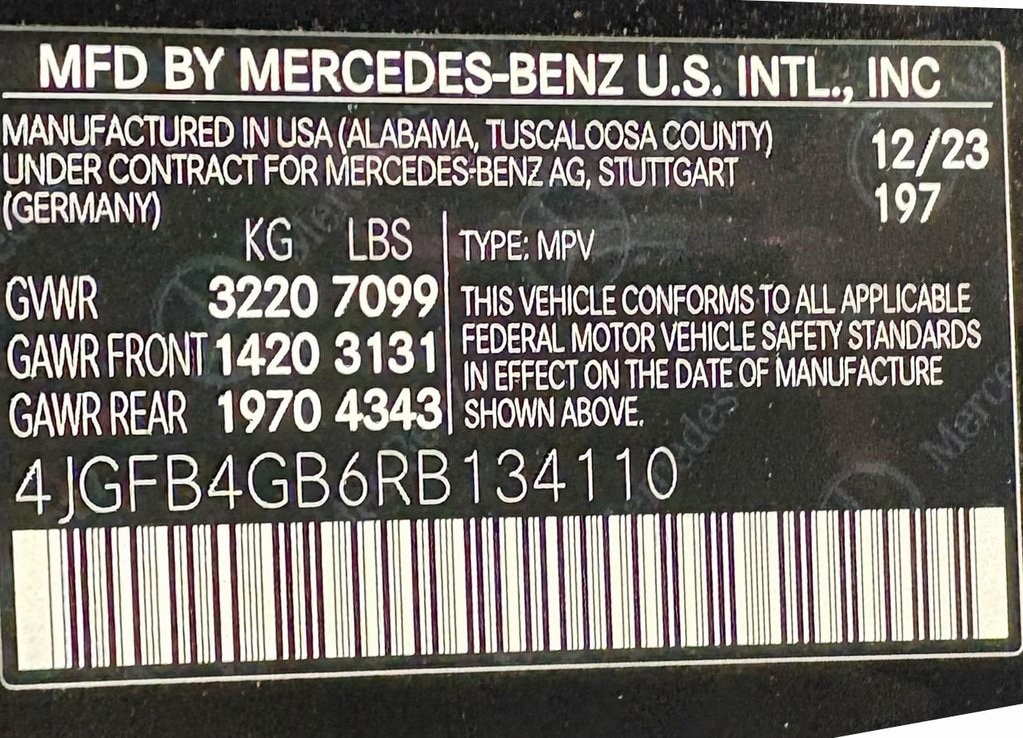 MFD BY MERCEDES-BENZ U.S. INTL., INC
MANUFACTURED IN USA (ALABAMA, TUSCALOOSA COUNTY)
UNDER CONTRACT FOR MERCEDES-BENZ AG, STUTTGART
(GERMANY)
12/23
197
KG LBS
GVWR 3220 7099
GAWR FRONT 1420 3131
GAWR REAR 1970 4343
TYPE: MPV
THIS VEHICLE CONFORMS TO ALL APPLICABLE
FEDERAL MOTOR VEHICLE SAFETY STANDARDS
IN EFFECT ON THE DATE OF MANUFACTURE
SHOWN ABOVE.
4JGFB4GB6RB134110